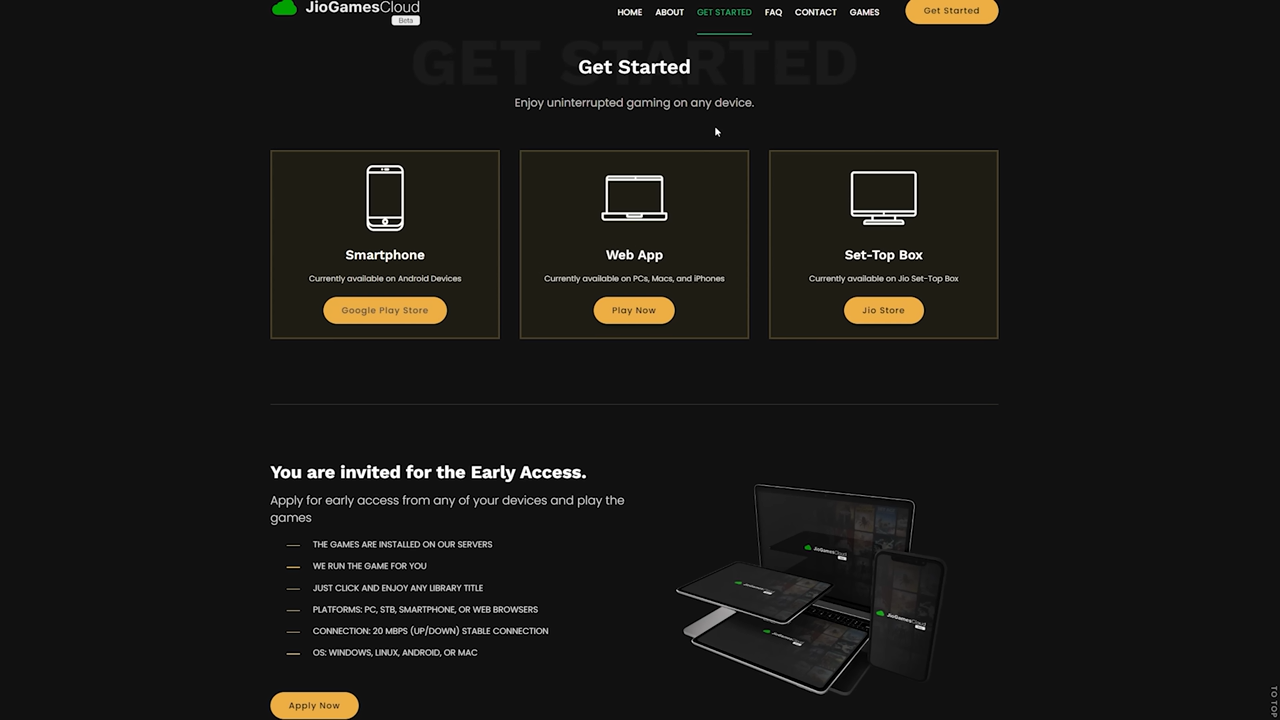 JioGamesCloud
Beta
HOME ABOUT GET STARTED FAQ CONTACT GAMES
Get Started
GET STARTED
Get Started
Enjoy uninterrupted gaming on any device.
Smartphone
Currently available on Android Devices
Google Play Store
Web App
Currently available on PCs, Macs, and iPhones
Play Now
Set-Top Box
Currently available on Jio Set-Top Box
Jio Store
You are invited for the Early Access.
Apply for early access from any of your devices and play the
games
THE GAMES ARE INSTALLED ON OUR SERVERS
WE RUN THE GAME FOR YOU
JUST CLICK AND ENJOY ANY LIBRARY TITLE
PLATFORMS: PC, STB, SMARTPHONE, OR WEB BROWSERS
CONNECTION: 20 MBPS (UP/DOWN) STABLE CONNECTION
OS: WINDOWS, LINUX, ANDROID, OR MAC
Apply Now
JioGamesCloud
JioGamesCloud
JioGamesCloud
JioGamesCloud
TO TOP